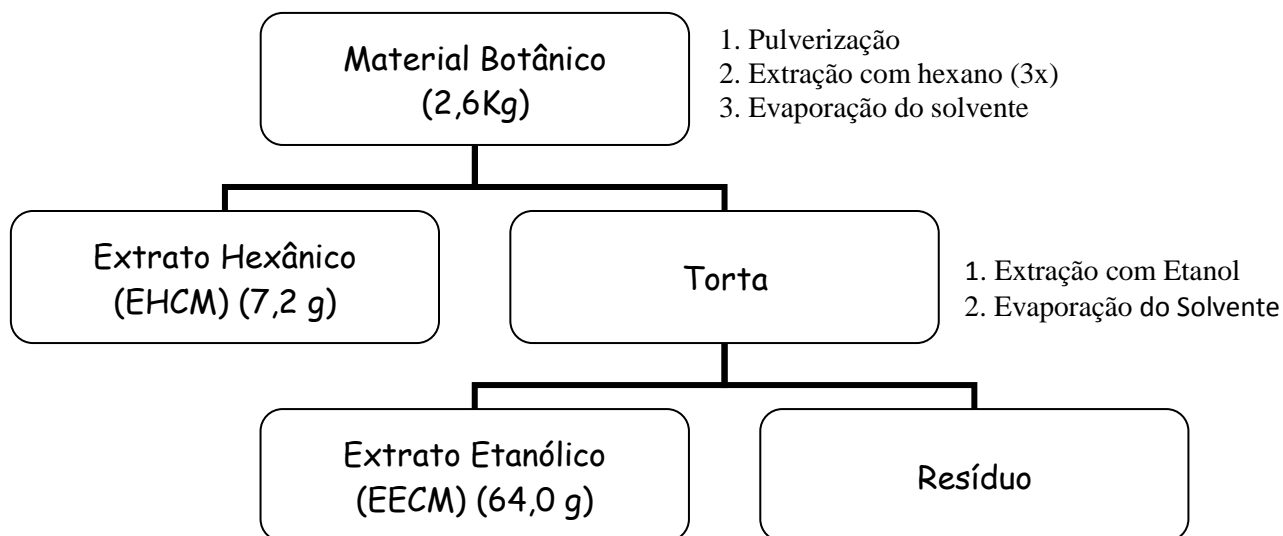 Material Botânico
(2,6Kg)
1. Pulverização
2. Extração com hexano (3x)
3. Evaporação do solvente
Extrato Hexânico
(EHCM) (7,2 g)
Torta
1. Extração com Etanol
2. Evaporação do Solvente
Extrato Etanólico
(EECM) (64,0 g)
Resíduo